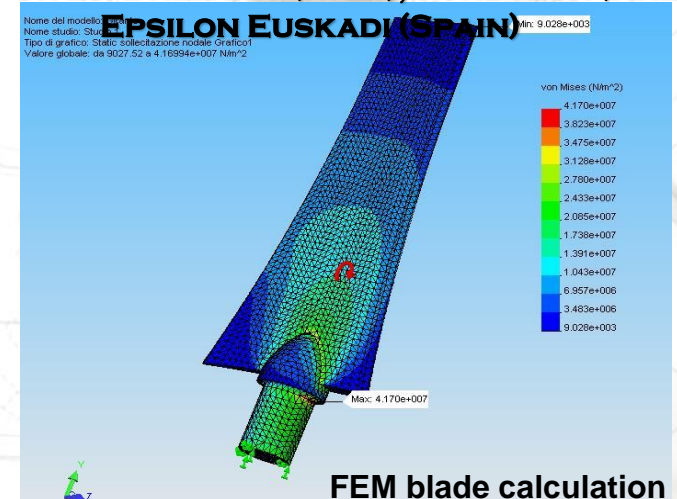 EPSILON EUSKADI (SPAIN)
Nome del modello:
Nome studio:
Tipo di grafico: Static sollecitazione nodale Grafico1
Valore globale: da 9027.52 a 4.16994e+007 N/m^2
Min: 9.028e+003
von Mises (N/m^2)
4.170e+007
3.823e+007
3.475e+007
3.128e+007
2.780e+007
2.433e+007
2.085e+007
1.738e+007
1.391e+007
1.043e+007
6.957e+006
3.483e+006
9.028e+003
Max: 4.170e+007
Y
Z
FEM blade calculation